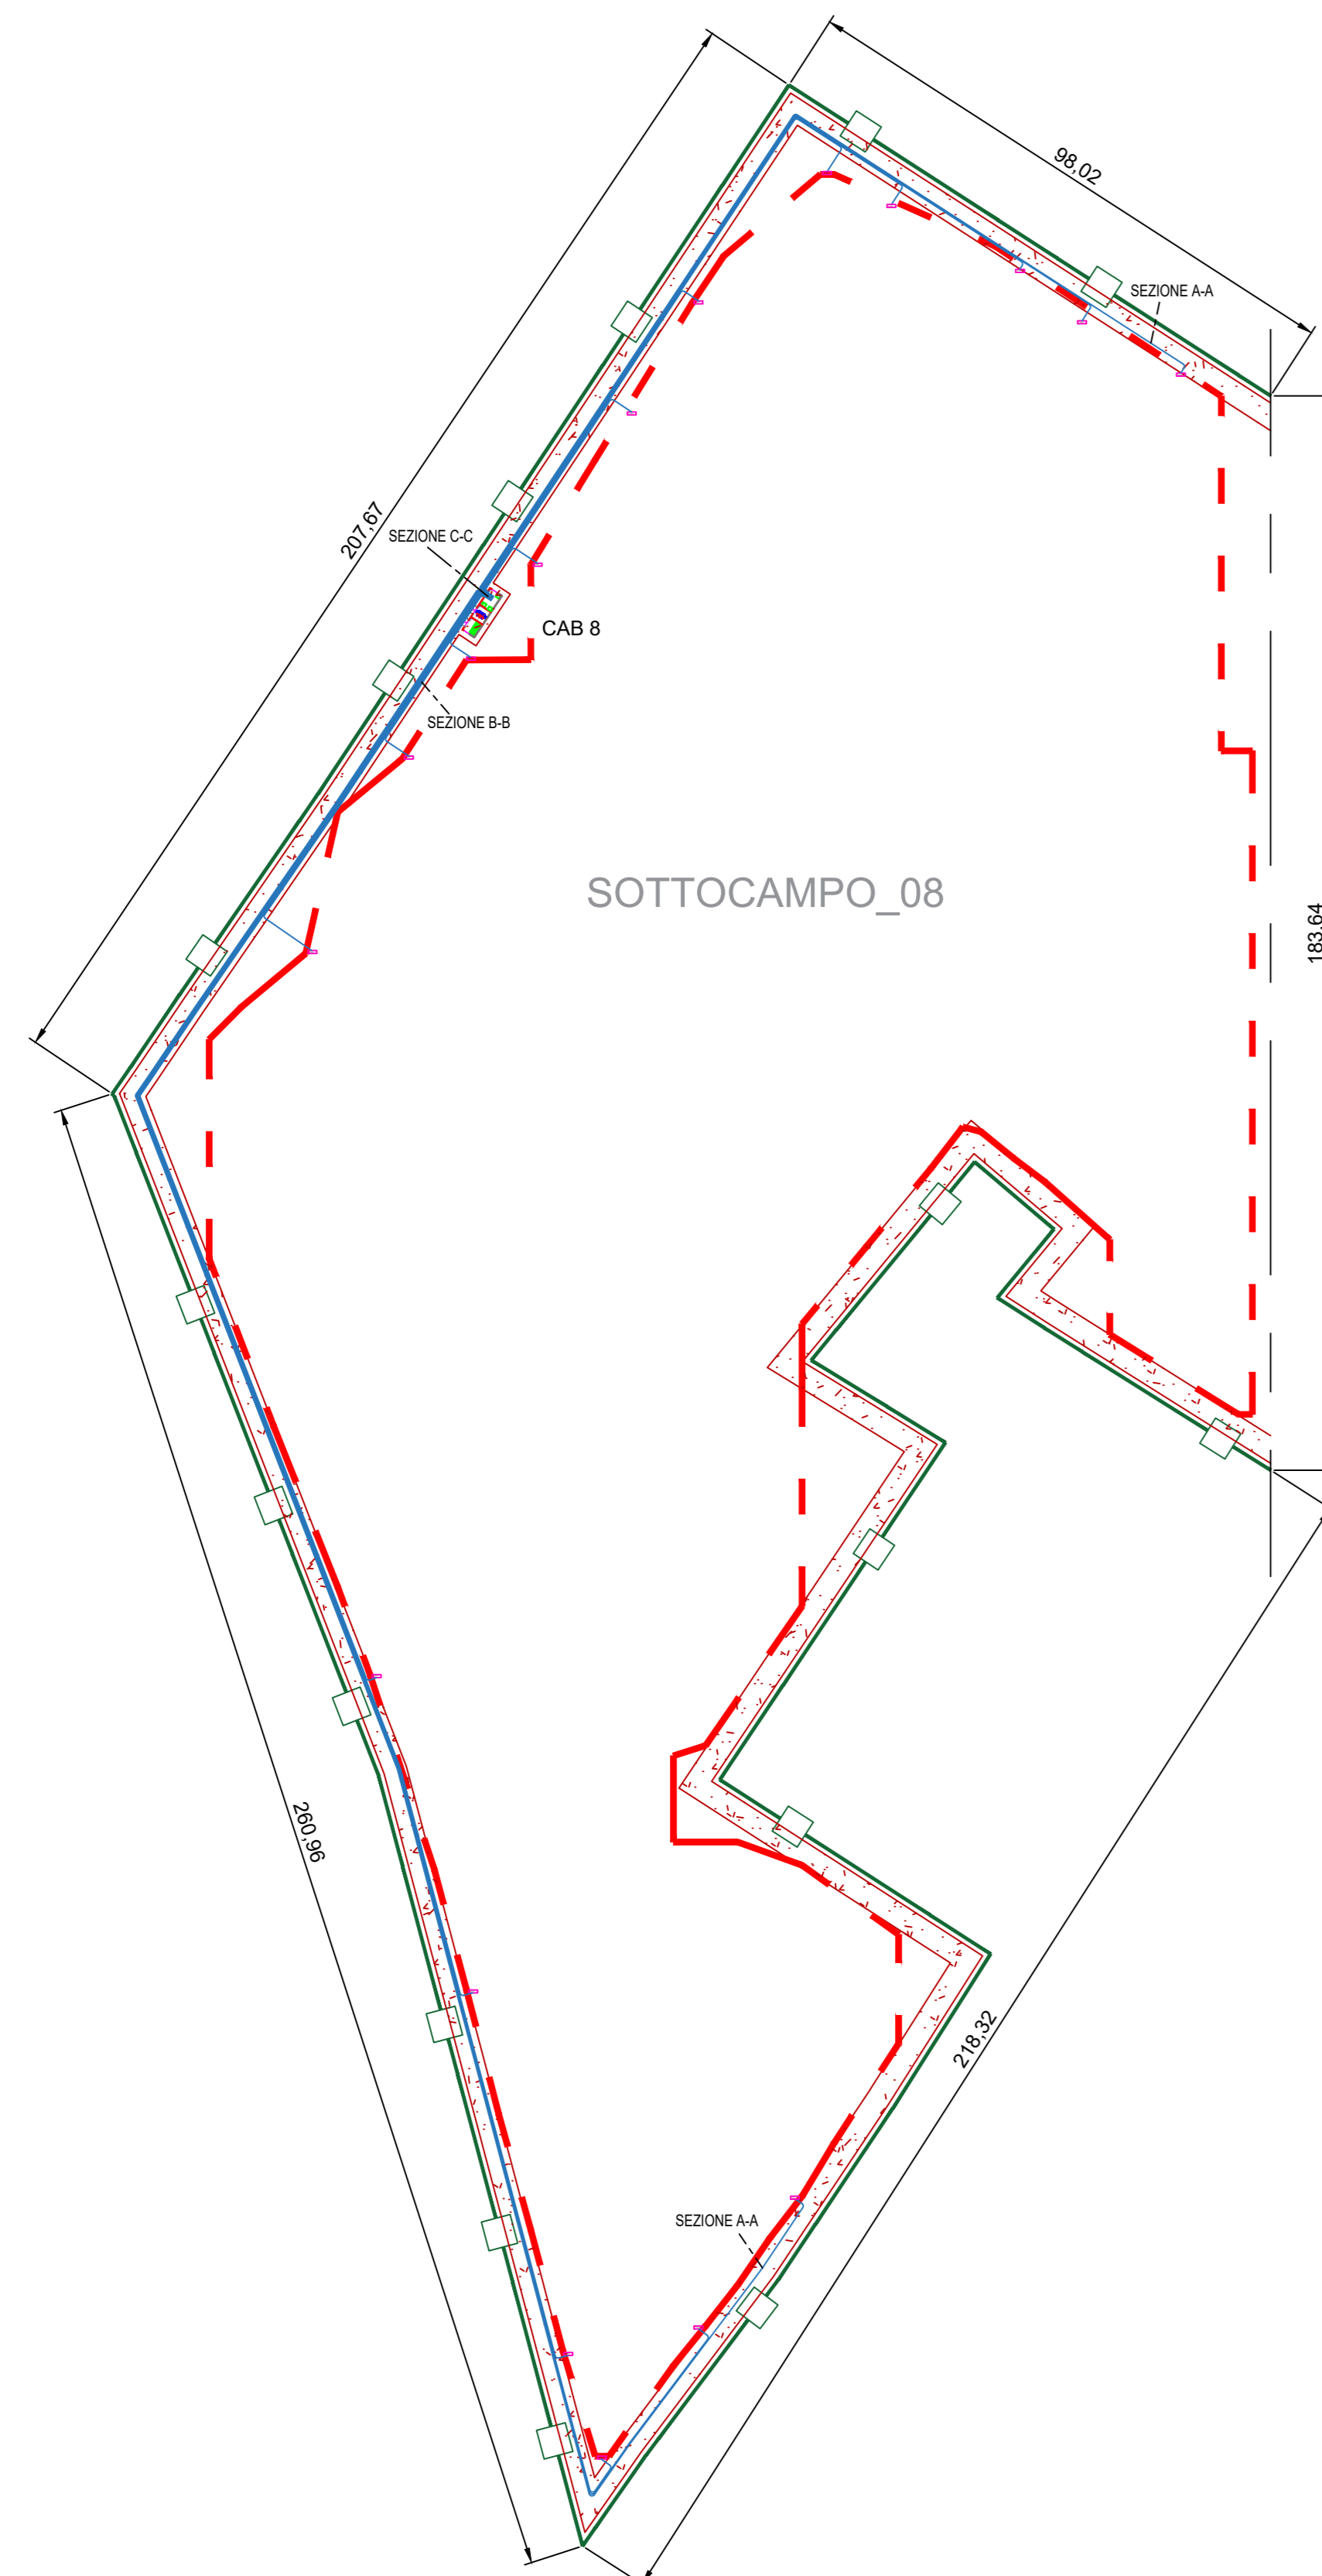 98,02
SEZIONE A-A
207,67
SEZIONE C-C
CAB 8
SEZIONE B-B
SOTTOCAMPO_08
183,64
260,96
218,32
SEZIONE A-A